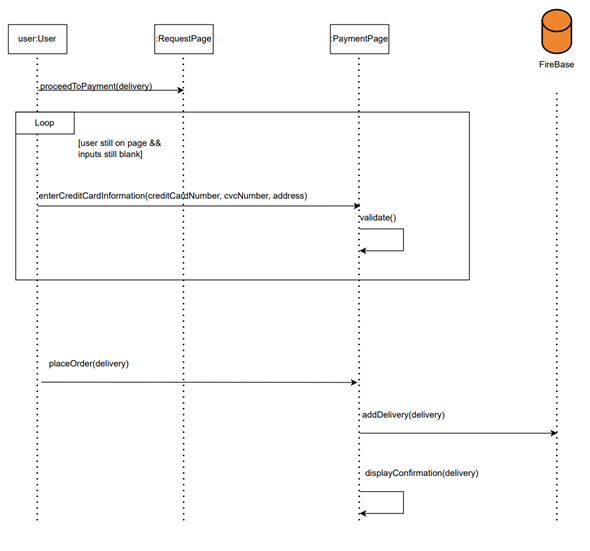 user:User
:RequestPage
:PaymentPage
FireBase
proceedToPayment(delivery)
Loop
[user still on page &&
inputs still blank]
enterCreditCardInformation(creditCardNumber, cvcNumber, address)
validate()
placeOrder(delivery)
addDelivery(delivery)
displayConfirmation(delivery)